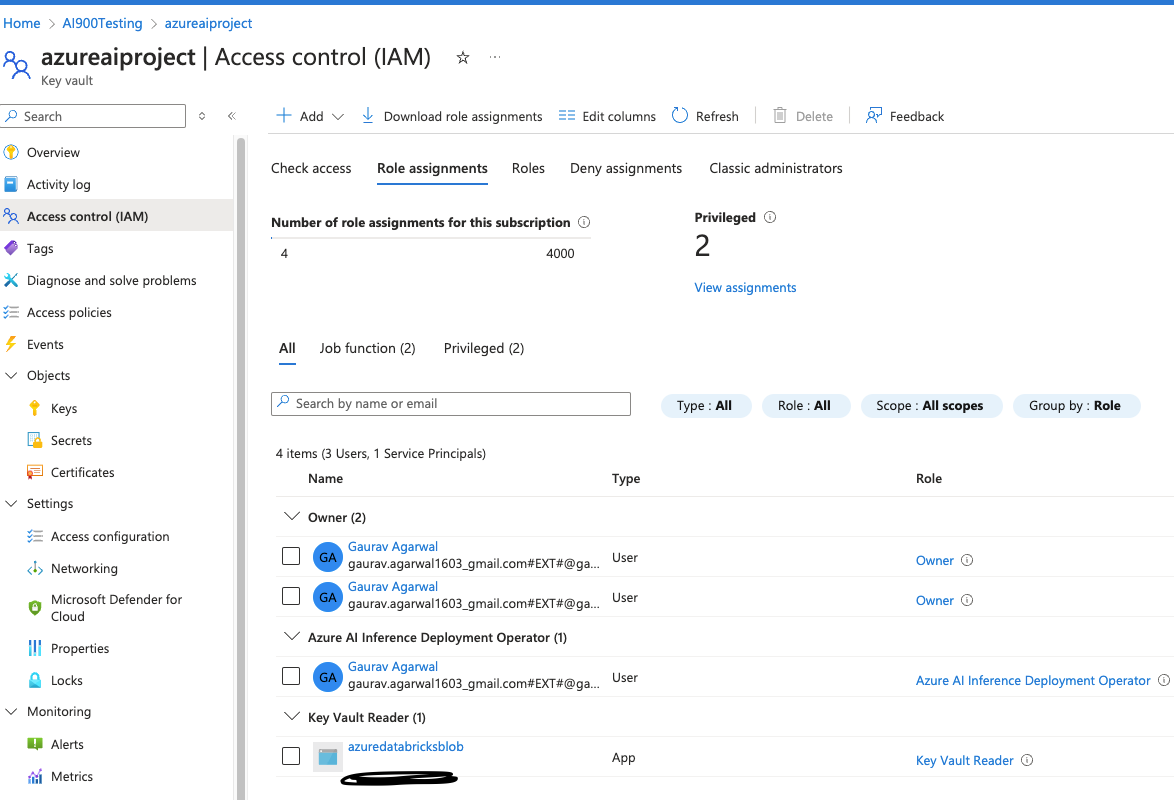 Home > AI900Testing > azureaiproject
azureaiproject | Access control (IAM) ☆ ...
Key vault
Search
Add
Download role assignments
Edit columns
Refresh
Delete
Feedback
Overview
Activity log
Access control (IAM)
Tags
Diagnose and solve problems
Access policies
Events
Objects
Keys
Secrets
Certificates
Settings
Access configuration
Networking
Microsoft Defender for
Cloud
Properties
Locks
Monitoring
Alerts
Metrics
Check access
Role assignments
Roles
Deny assignments
Classic administrators
Number of role assignments for this subscription
4 4000
Privileged
2
View assignments
All
Job function (2)
Privileged (2)
Search by name or email
Type : All
Role : All
Scope : All scopes
Group by : Role
4 items (3 Users, 1 Service Principals)
Name Type Role
Owner (2)
Gaurav Agarwal
gaurav.agarwal1603_gmail.com#EXT#@ga...
GA User Owner
Gaurav Agarwal
gaurav.agarwal1603_gmail.com#EXT#@ga...
GA User Owner
Azure AI Inference Deployment Operator (1)
Gaurav Agarwal
gaurav.agarwal1603_gmail.com#EXT#@ga...
GA User Azure AI Inference Deployment Operator
Key Vault Reader (1)
azuredatabricksblob
App Key Vault Reader